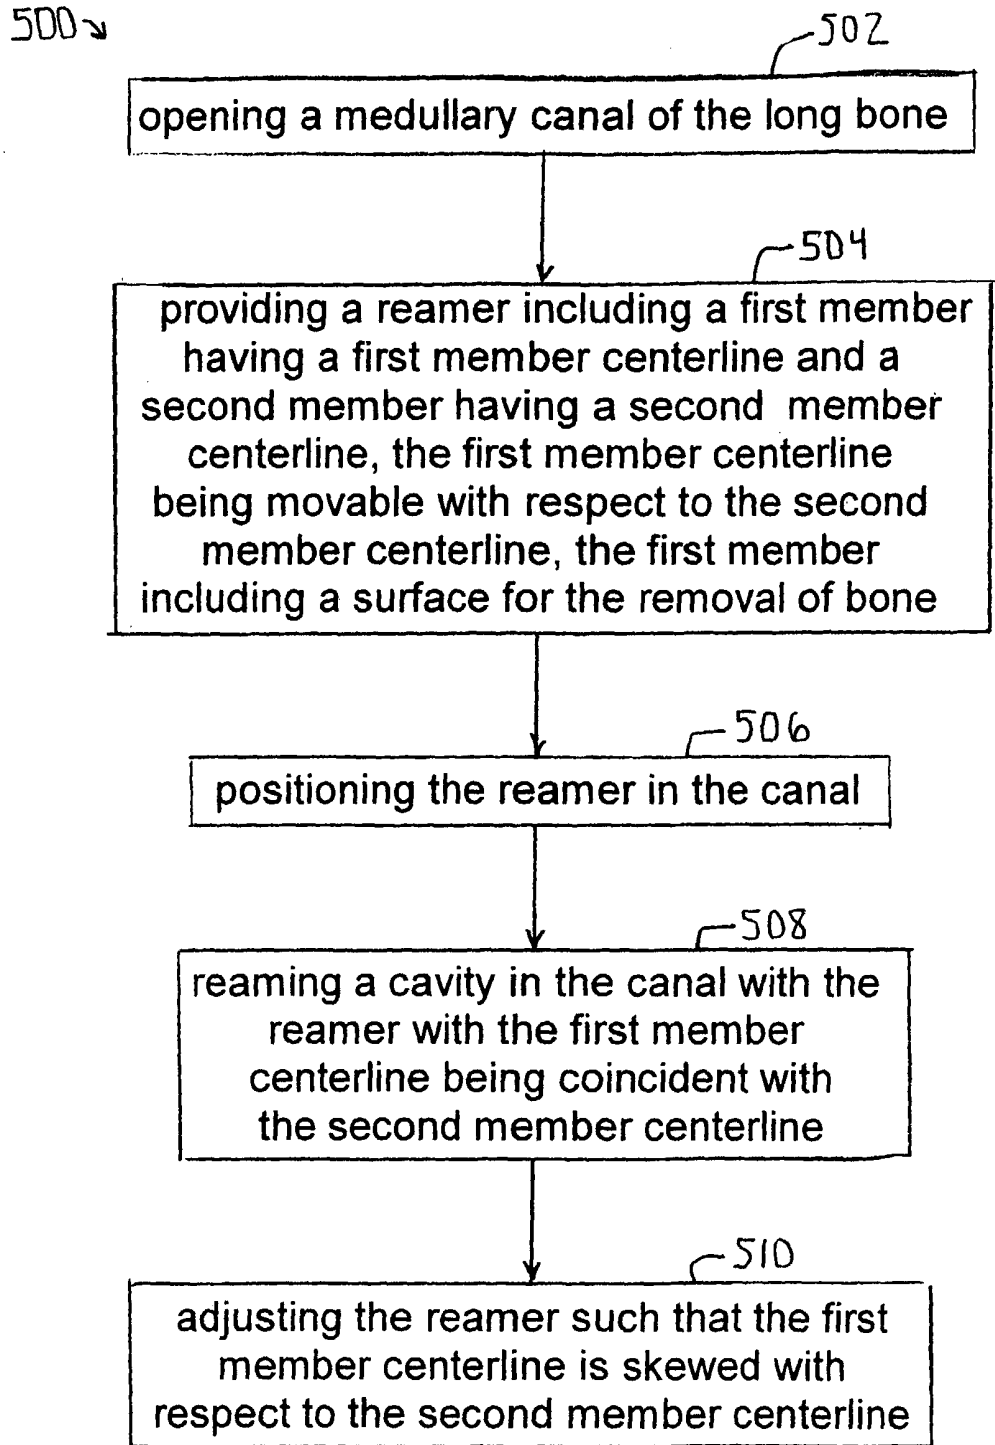 500
502
opening a medullary canal of the long bone
504
providing a reamer including a first member
having a first member centerline and a
second member having a second member
centerline, the first member centerline
being movable with respect to the second
member centerline, the first member
including a surface for the removal of bone
506
positioning the reamer in the canal
508
reaming a cavity in the canal with the
reamer with the first member
centerline being coincident with
the second member centerline
510
adjusting the reamer such that the first
member centerline is skewed with
respect to the second member centerline